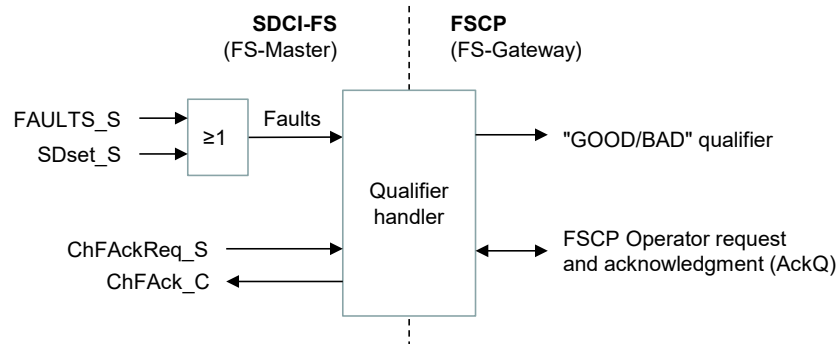 SDCI-FS
(FS-Master)
FSCP
(FS-Gateway)
FAULTS_S
SDset_S
≥1
Faults
Qualifier
handler
"GOOD/BAD" qualifier
ChFAckReq_S
ChFAck_C
FSCP Operator request
and acknowledgment (AckQ)